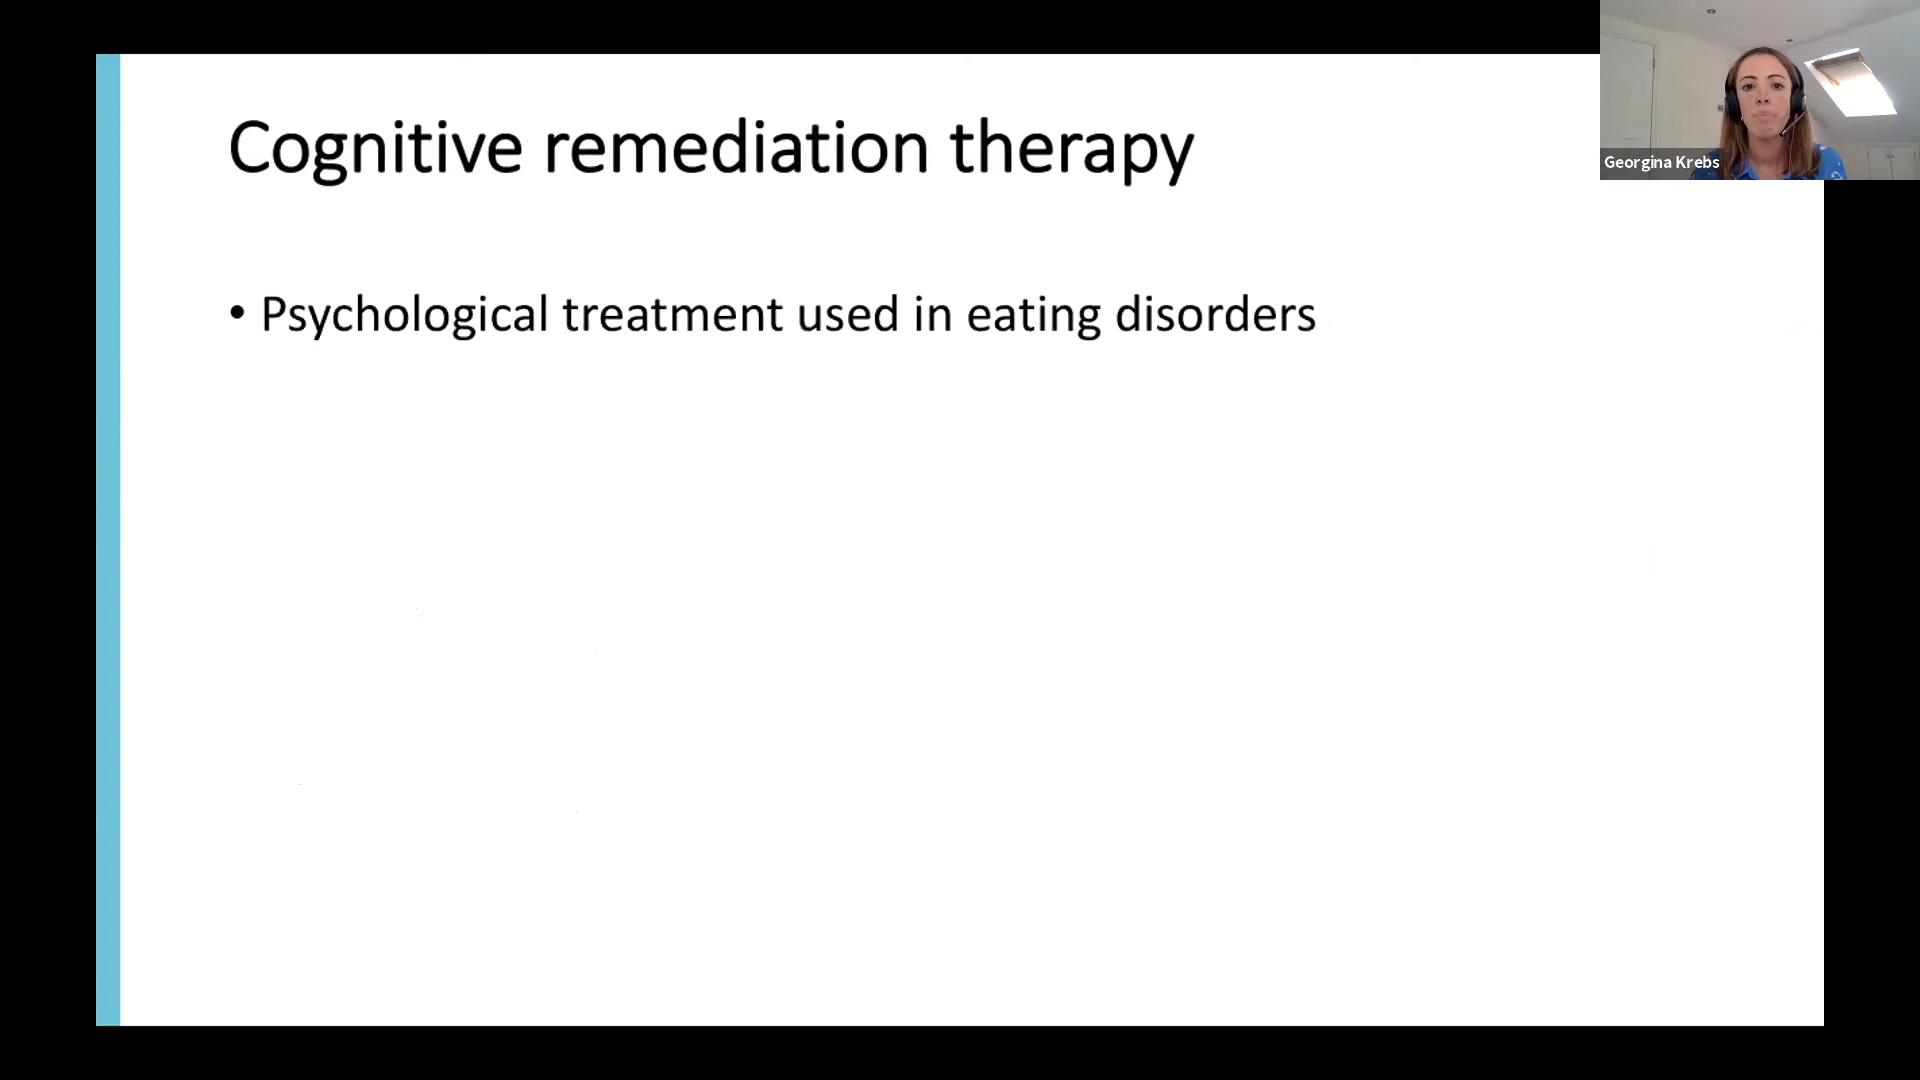 Cognitive remediation therapy
Georgina Krebs
• Psychological treatment used in eating disorders